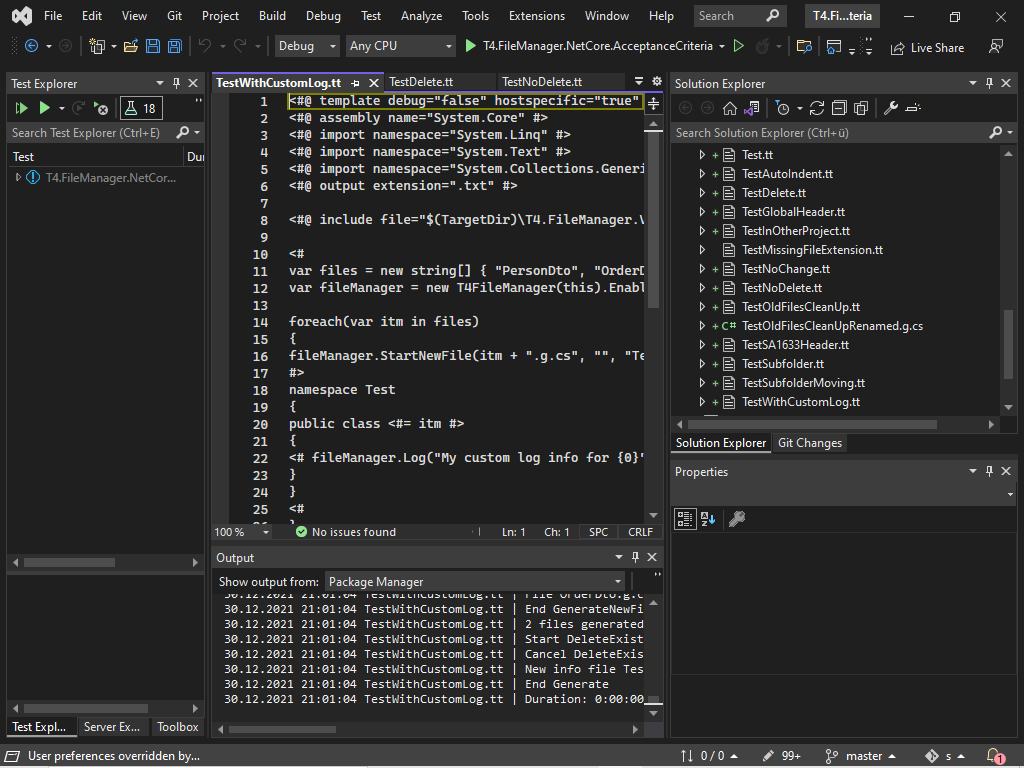 File Edit View Git Project Build Debug Test Analyze Tools Extensions Window Help Search T4.Fi...teria
Debug Any CPU T4.FileManager.NetCore.AcceptanceCriteria Live Share
Test Explorer
18
Search Test Explorer (Ctrl+E)
Test Dur
T4.FileManager.NetCor...
Test Expl... Server Ex... Toolbox
TestWithCustomLog.tt TestDelete.tt TestNoDelete.tt
1 <#@ template debug="false" hostspecific="true"
2 <#@ assembly name="System.Core" #>
3 <#@ import namespace="System.Linq" #>
4 <#@ import namespace="System.Text" #>
5 <#@ import namespace="System.Collections.Generi
6 <#@ output extension=".txt" #>
7
8 <#@ include file="$(TargetDir)\T4.FileManager.V
9
10 <#
11 var files = new string[] { "PersonDto", "OrderD
12 var fileManager = new T4FileManager(this).Enabl
13
14 foreach(var itm in files)
15 {
16 fileManager.StartNewFile(itm + ".g.cs", "", "Te
17 #>
18 namespace Test
19 {
20 public class <#= itm #>
21 {
22 <# fileManager.Log("My custom log info for {0}"
23 }
24 }
25 <#
100 % No issues found Ln: 1 Ch: 1 SPC CRLF
Output
Show output from: Package Manager
30.12.2021 21:01:04 TestWithCustomLog.tt | File OrderDto.g.c
30.12.2021 21:01:04 TestWithCustomLog.tt | End GenerateNewFi
30.12.2021 21:01:04 TestWithCustomLog.tt | 2 files generated
30.12.2021 21:01:04 TestWithCustomLog.tt | Start DeleteExist
30.12.2021 21:01:04 TestWithCustomLog.tt | Cancel DeleteExis
30.12.2021 21:01:04 TestWithCustomLog.tt | New info file Tes
30.12.2021 21:01:04 TestWithCustomLog.tt | End Generate
30.12.2021 21:01:04 TestWithCustomLog.tt | Duration: 0:00:00
Solution Explorer
Search Solution Explorer (Ctrl+ü)
Test.tt
TestAutoIndent.tt
TestDelete.tt
TestGlobalHeader.tt
TestInOtherProject.tt
TestMissingFileExtension.tt
TestNoChange.tt
TestNoDelete.tt
TestOldFilesCleanUp.tt
C# TestOldFilesCleanUpRenamed.g.cs
TestSA1633Header.tt
TestSubfolder.tt
TestSubfolderMoving.tt
TestWithCustomLog.tt
Solution Explorer Git Changes
Properties
User preferences overridden by... 0 / 0 99+ master s 1